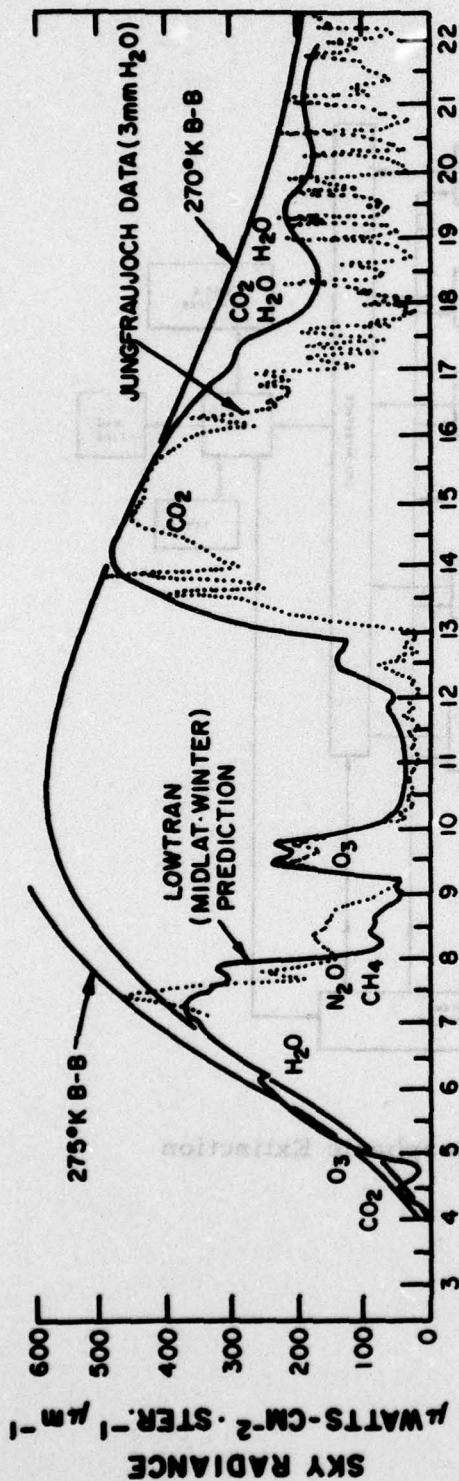 SKY RADIANCE
μWATTS-CM⁻²·STER.⁻¹ μm⁻¹
600
500
400
300
200
100
0
275°K B-B
LOWTRAN
(MIDLAT-WINTER)
PREDICTION
JUNGFRAUJOCH DATA (3mm H₂O)
270°K B-B
CO₂
O₃
H₂O
N₂O
CH₄
O₃
CO₂
CO₂
H₂O H₂O
3 4 5 6 7 8 9 10 11 12 13 14 15 16 17 18 19 20 21 22
Extinction